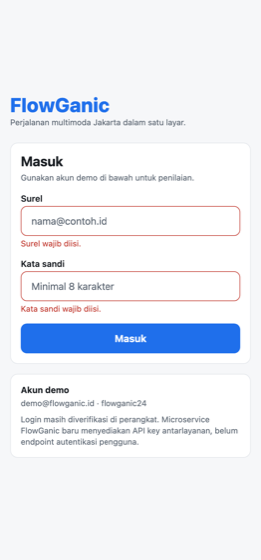 FlowGanic
Perjalanan multimoda Jakarta dalam satu layar.
Masuk
Gunakan akun demo di bawah untuk penilaian.
Surel
nama@contoh.id
Surel wajib diisi.
Kata sandi
Minimal 8 karakter
Kata sandi wajib diisi.
Masuk
Akun demo
demo@flowganic.id · flowganic24
Login masih diverifikasi di perangkat. Microservice
FlowGanic baru menyediakan API key antarlayanan, belum
endpoint autentikasi pengguna.